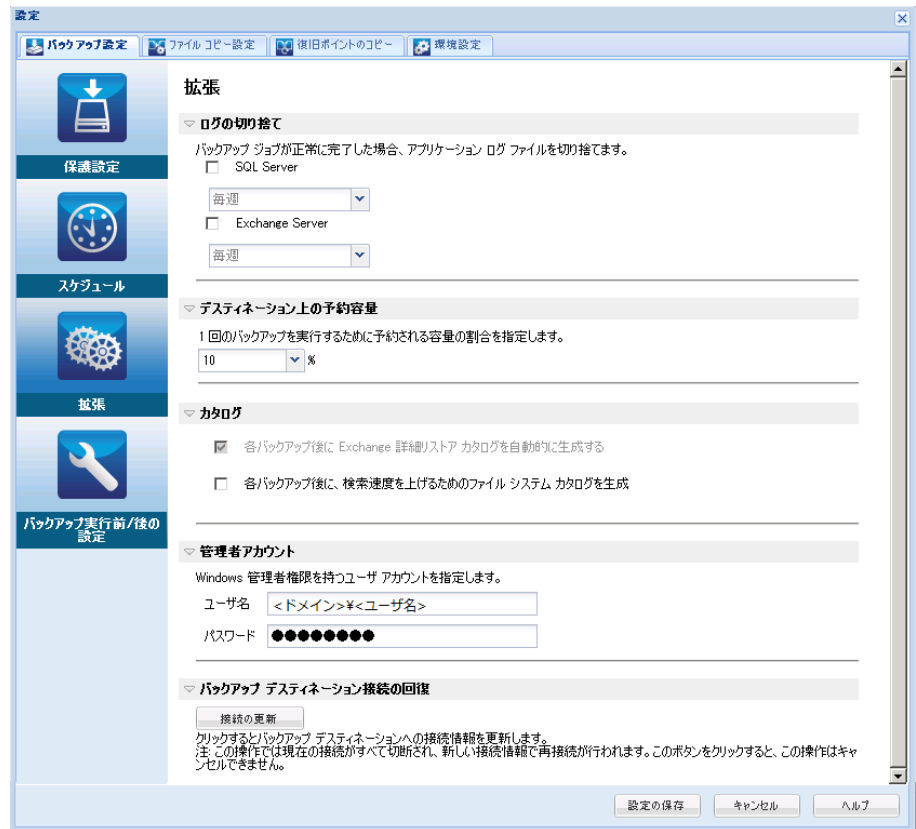 設定
バックアップ設定
ファイル コピー設定
復旧ポイントのコピー
環境設定
保護設定
スケジュール
拡張
バックアップ実行前/後の
設定
拡張
ログの切り捨て
バックアップ ジョブが正常に完了した場合、アプリケーション ログ ファイルを切り捨てます。
SQL Server
毎週
Exchange Server
毎週
デスティネーション上の予約容量
1 回のバックアップを実行するために予約される容量の割合を指定します。
10 %
カタログ
各バックアップ後に Exchange 詳細リストア カタログを自動的に生成する
各バックアップ後に、検索速度を上げるためのファイル システム カタログを生成
管理者アカウント
Windows 管理者権限を持つユーザ アカウントを指定します。
ユーザ名 <ドメイン>¥<ユーザ名>
パスワード ●●●●●●●●
バックアップ デスティネーション接続の回復
接続の更新
クリックするとバックアップ デスティネーションへの接続情報を更新します。
注: この操作では現在の接続がすべて切断され、新しい接続情報で再接続が行われます。このボタンをクリックすると、この操作はキャ
ンセルできません。
設定の保存
キャンセル
ヘルプ